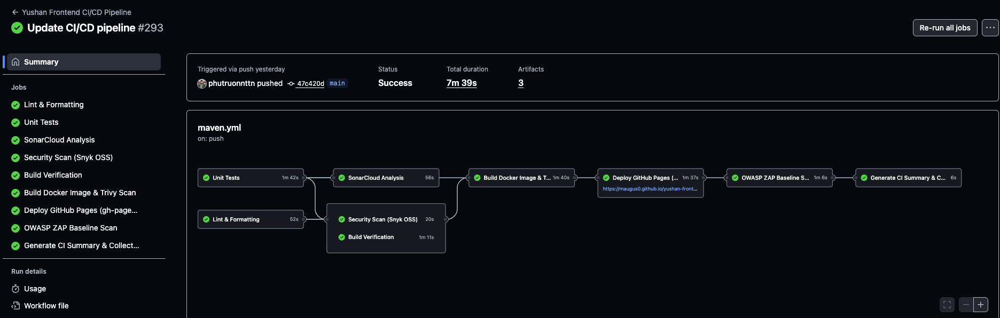 Yushan Frontend CI/CD Pipeline
Update CI/CD pipeline #293
Re-run all jobs
Summary
Jobs
Lint & Formatting
Unit Tests
SonarCloud Analysis
Security Scan (Snyk OSS)
Build Verification
Build Docker Image & Trivy Scan
Deploy GitHub Pages (gh-page...
OWASP ZAP Baseline Scan
Generate CI Summary & Collect...
Run details
Usage
Workflow file
Triggered via push yesterday
phutruonnttn pushed 47c420d main
Status
Success
Total duration
7m 39s
Artifacts
3
maven.yml
on: push
Unit Tests 1m 42s
Lint & Formatting 52s
SonarCloud Analysis 56s
Security Scan (Snyk OSS) 20s
Build Verification 1m 11s
Build Docker Image & T... 1m 40s
Deploy GitHub Pages (... 1m 37s
https://maugus0.github.io/yushan-front...
OWASP ZAP Baseline S... 1m 6s
Generate CI Summary & C... 6s